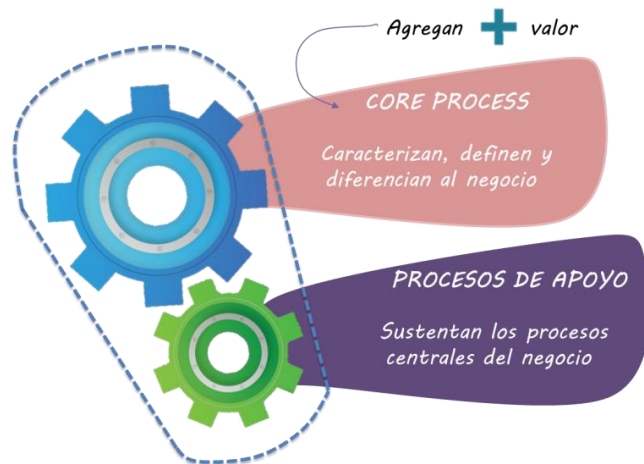 Agregan + valor
CORE PROCESS
Caracterizan, definen y
diferencian al negocio
PROCESOS DE APOYO
Sustentan los procesos
centrales del negocio